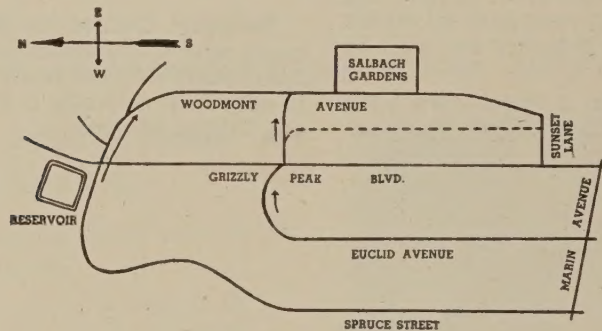 E
N S
W
SALBACH
GARDENS
WOODMONT AVENUE
SUNSET
LANE
GRIZZLY PEAK BLVD.
RESERVOIR
MARIN AVENUE
EUCLID AVENUE
SPRUCE STREET